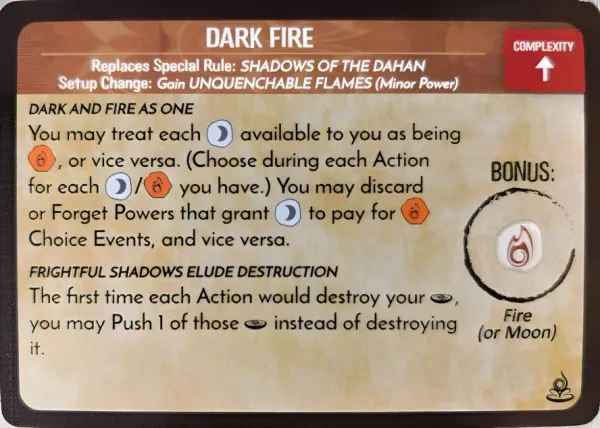 DARK FIRE
COMPLEXITY
Replaces Special Rule: SHADOWS OF THE DAHAN
Setup Change: Gain UNQUENCHABLE FLAMES (Minor Power)
DARK AND FIRE AS ONE
You may treat each available to you as being
, or vice versa. (Choose during each Action
for each / you have.) You may discard
or Forget Powers that grant to pay for
Choice Events, and vice versa.
BONUS:
Fire
(or Moon)
FRIGHTFUL SHADOWS ELUDE DESTRUCTION
The first time each Action would destroy your ,
you may Push 1 of those instead of destroying
it.